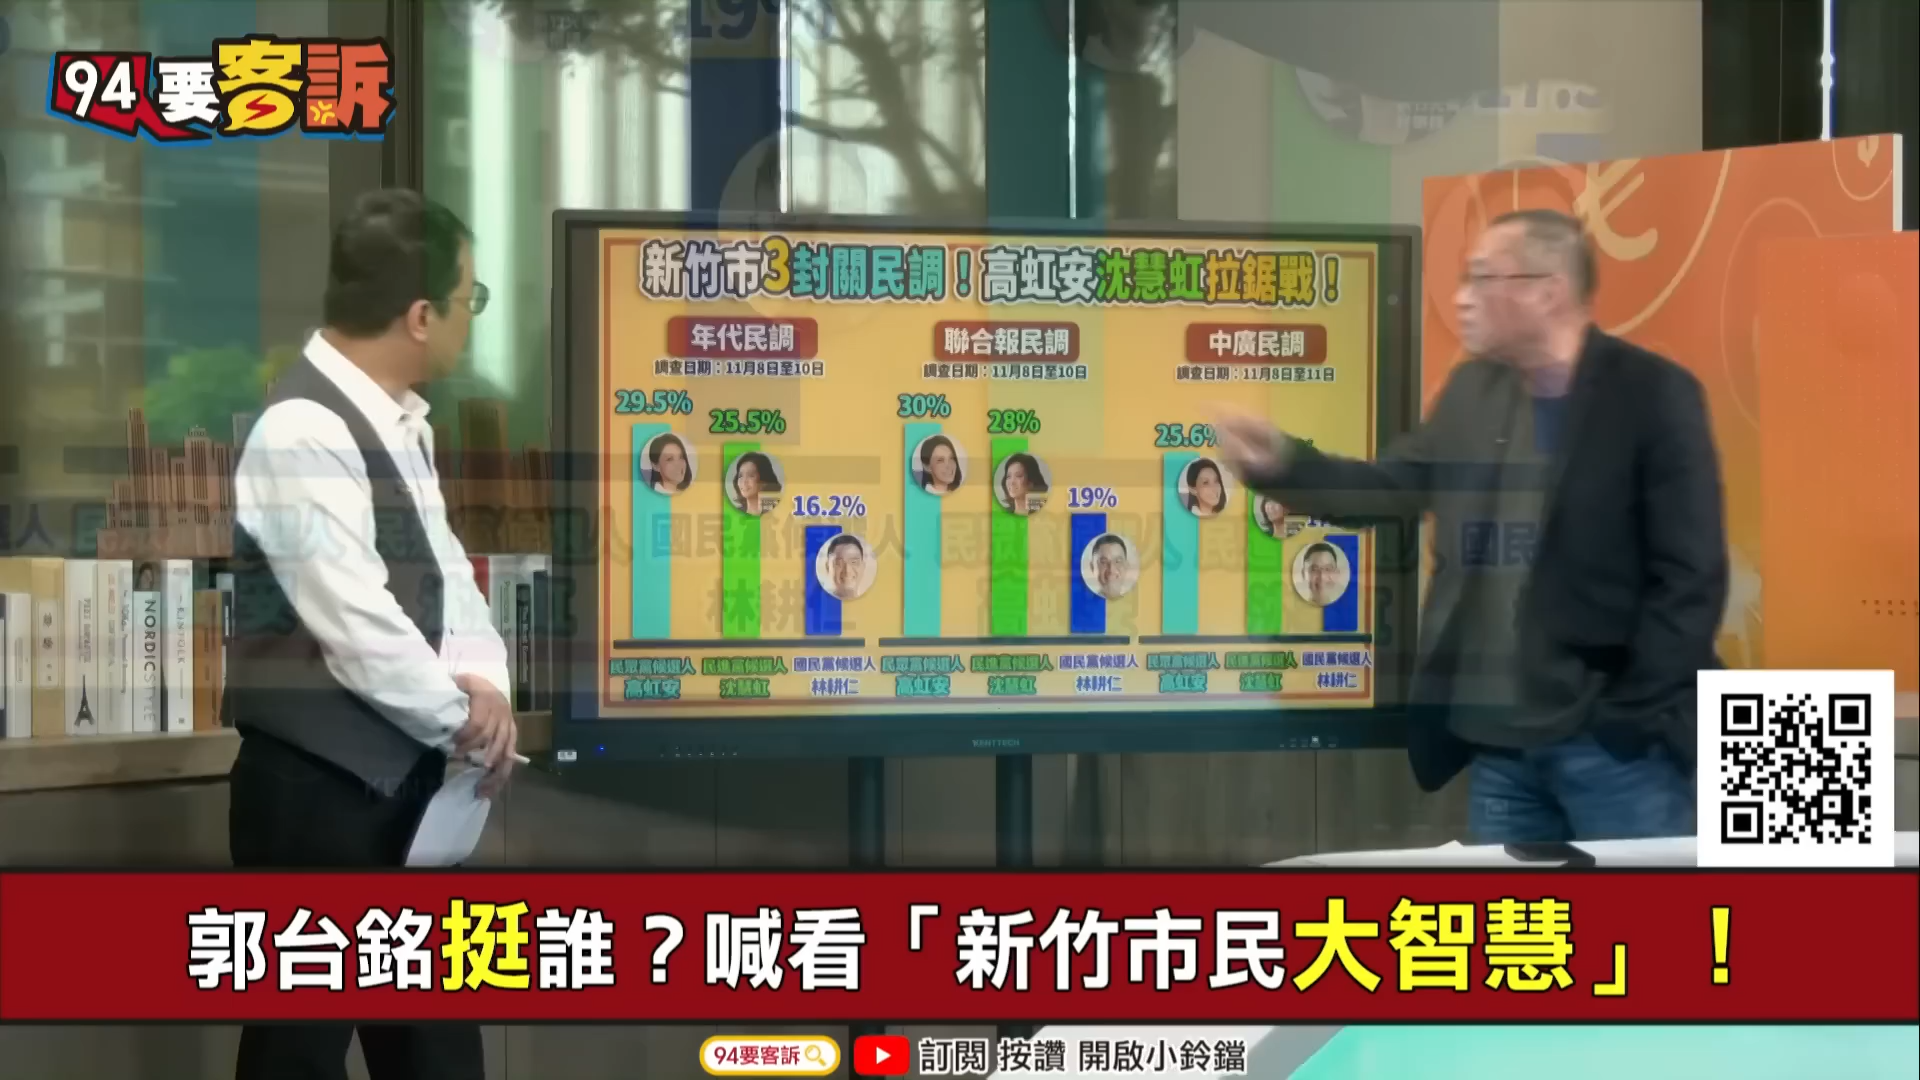 94要客訴
新竹市3封關民調！高虹安沈慧虹拉鋸戰！
年代民調
調查日期：11月8日至10日
29.5%
25.5%
16.2%
民眾黨候選人 高虹安
民進黨候選人 沈慧虹
國民黨候選人 林耕仁
聯合報民調
調查日期：11月8日至10日
30%
28%
19%
民眾黨候選人 高虹安
民進黨候選人 沈慧虹
國民黨候選人 林耕仁
中廣民調
調查日期：11月8日至11日
25.6%
民眾黨候選人 高虹安
民進黨候選人 沈慧虹
國民黨候選人 林耕仁
NORDICSTYLE
KINFOLK
郭台銘挺誰？喊看「新竹市民大智慧」！
94要客訴
訂閱 按讚 開啟小鈴鐺